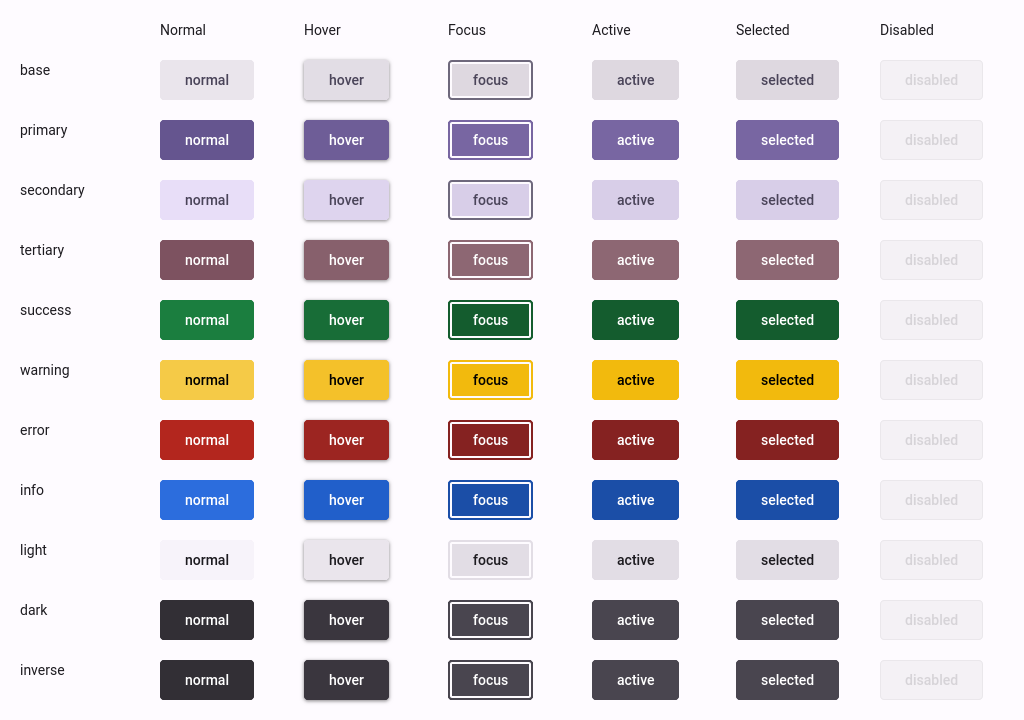 Normal Hover Focus Active Selected Disabled
base normal hover focus active selected disabled
primary normal hover focus active selected disabled
secondary normal hover focus active selected disabled
tertiary normal hover focus active selected disabled
success normal hover focus active selected disabled
warning normal hover focus active selected disabled
error normal hover focus active selected disabled
info normal hover focus active selected disabled
light normal hover focus active selected disabled
dark normal hover focus active selected disabled
inverse normal hover focus active selected disabled